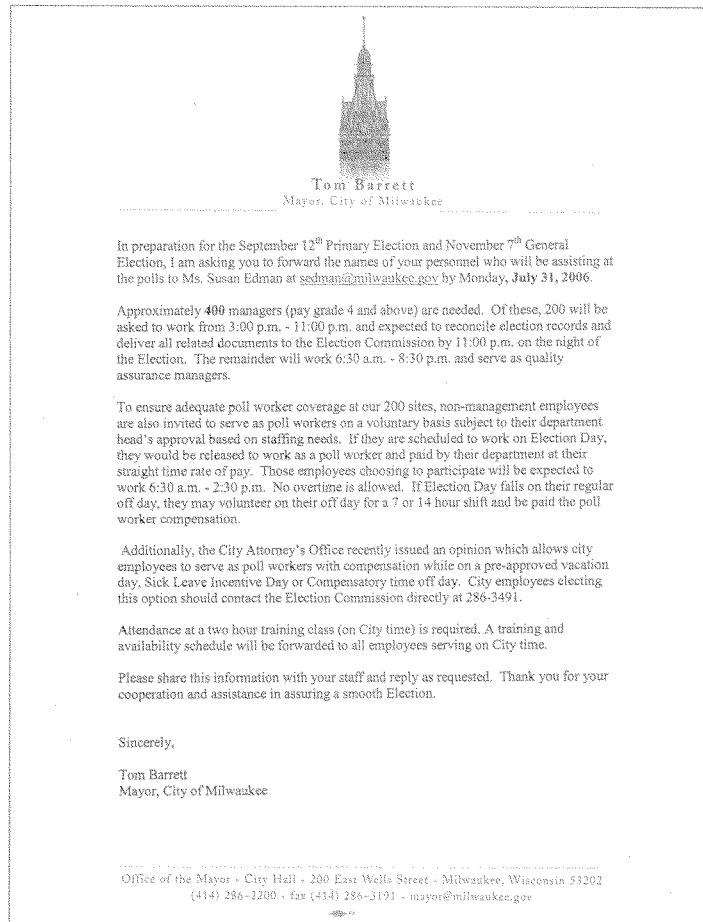 Tom Barrett
Mayor, City of Milwaukee
In preparation for the September 12th Primary Election and November 7th General
Election, I am asking you to forward the names of your personnel who will be assisting at
the polls to Ms. Susan Edman at sedman@milwaukee.gov by Monday, July 31, 2006.
Approximately 400 managers (pay grade 4 and above) are needed. Of these, 200 will be
asked to work from 3:00 p.m. - 11:00 p.m. and expected to reconcile election records and
deliver all related documents to the Election Commission by 11:00 p.m. on the night of
the Election. The remainder will work 6:30 a.m. - 8:30 p.m. and serve as quality
assurance managers.
To ensure adequate poll worker coverage at our 200 sites, non-management employees
are also invited to serve as poll workers on a voluntary basis subject to their department
head's approval based on staffing needs. If they are scheduled to work on Election Day,
they would be released to work as a poll worker and paid by their department at their
straight time rate of pay. Those employees choosing to participate will be expected to
work 6:30 a.m. - 2:30 p.m. No overtime is allowed. If Election Day falls on their regular
off day, they may volunteer on their off day for a 7 or 14 hour shift and be paid the poll
worker compensation.
Additionally, the City Attorney's Office recently issued an opinion which allows city
employees to serve as poll workers with compensation while on a pre-approved vacation
day, Sick Leave Incentive Day or Compensatory time off day. City employees electing
this option should contact the Election Commission directly at 286-3491.
Attendance at a two hour training class (on City time) is required. A training and
availability schedule will be forwarded to all employees serving on City time.
Please share this information with your staff and reply as requested. Thank you for your
cooperation and assistance in assuring a smooth Election.
Sincerely,
Tom Barrett
Mayor, City of Milwaukee
Office of the Mayor - City Hall - 200 East Wells Street - Milwaukee, Wisconsin 53202
(414) 286-2200 - fax (414) 286-3191 - mayor@milwaukee.gov